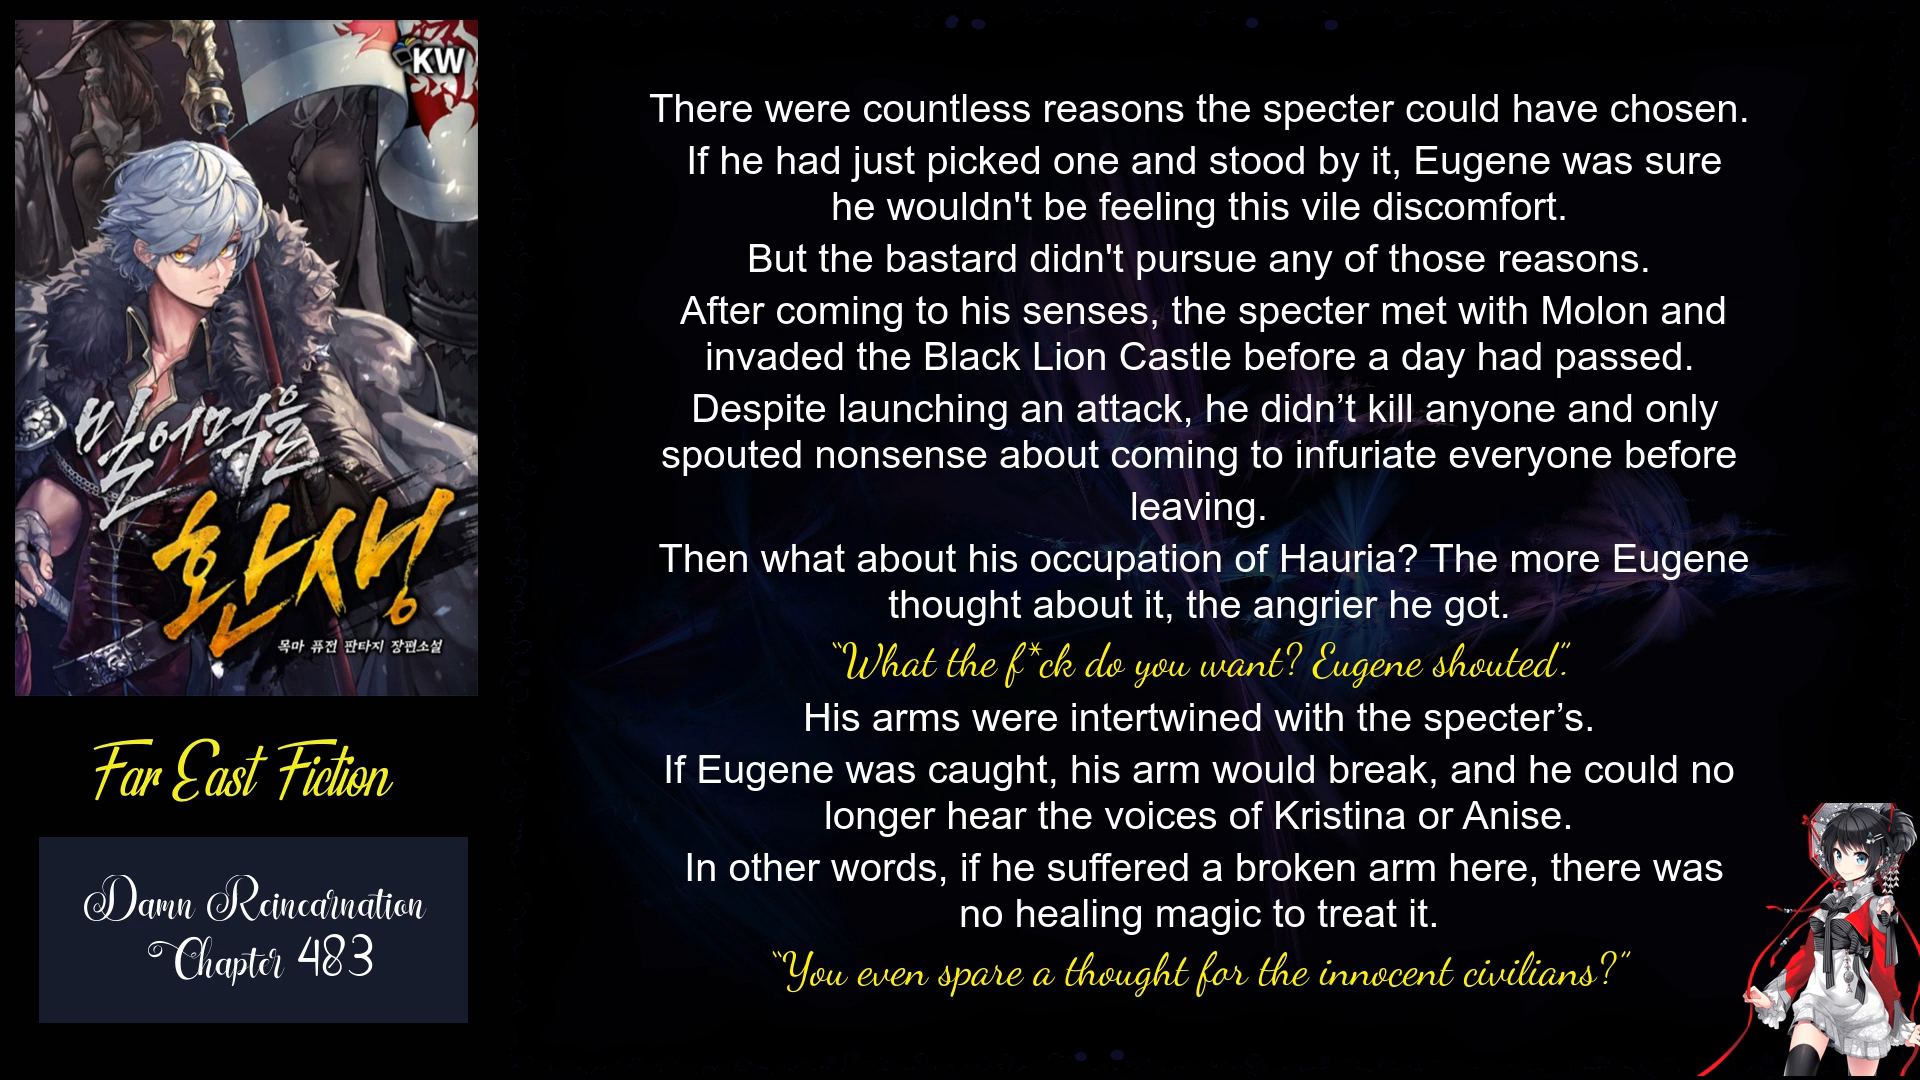 KW
빌어먹을
환생
목마 퓨전 판타지 장편소설
Far East Fiction
Damn Reincarnation
Chapter 483
There were countless reasons the specter could have chosen.
If he had just picked one and stood by it, Eugene was sure
he wouldn't be feeling this vile discomfort.
But the bastard didn't pursue any of those reasons.
After coming to his senses, the specter met with Molon and
invaded the Black Lion Castle before a day had passed.
Despite launching an attack, he didn’t kill anyone and only
spouted nonsense about coming to infuriate everyone before
leaving.
Then what about his occupation of Hauria? The more Eugene
thought about it, the angrier he got.
“What the f*ck do you want? Eugene shouted”.
His arms were intertwined with the specter’s.
If Eugene was caught, his arm would break, and he could no
longer hear the voices of Kristina or Anise.
In other words, if he suffered a broken arm here, there was
no healing magic to treat it.
“You even spare a thought for the innocent civilians?”